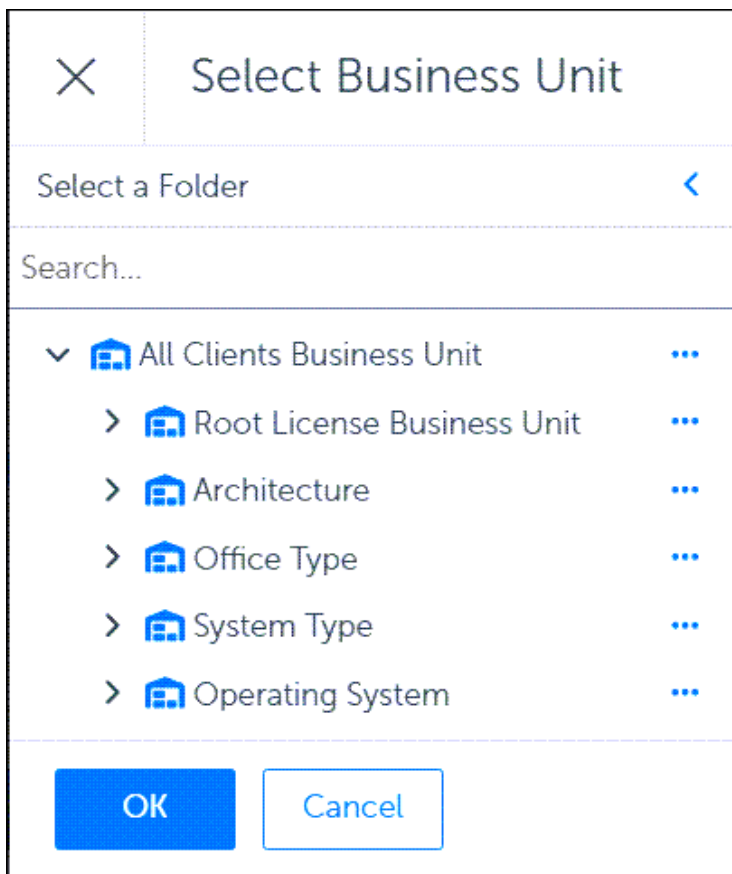 Select Business Unit
Select a Folder
Search...
All Clients Business Unit
Root License Business Unit
Architecture
Office Type
System Type
Operating System
OK Cancel